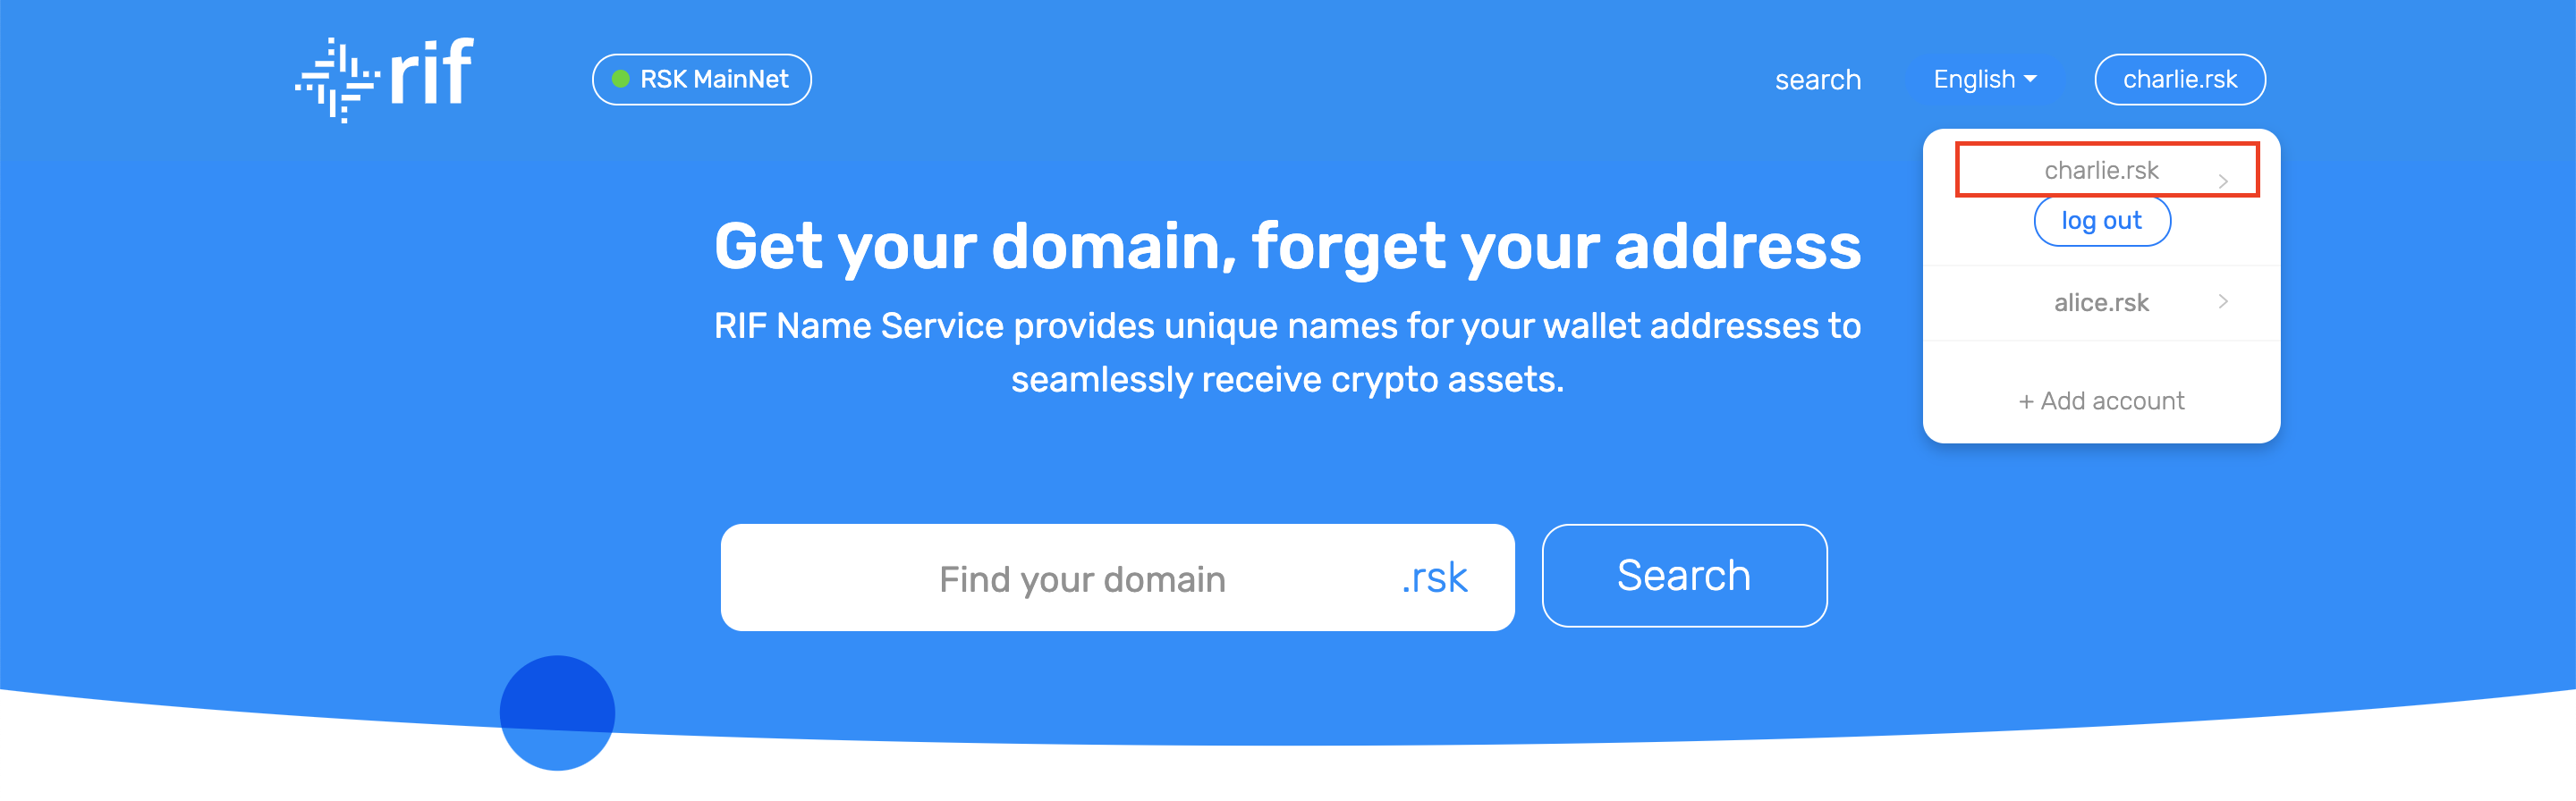 rif
RSK MainNet
search
English
charlie.rsk
charlie.rsk
log out
alice.rsk
+ Add account
Get your domain, forget your address
RIF Name Service provides unique names for your wallet addresses to
seamlessly receive crypto assets.
Find your domain .rsk
Search